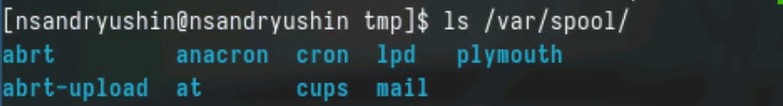 [nsandryushin@nsandryushin tmp]$ ls /var/spool/
abrt anacron cron lpd plymouth
abrt-upload at cups mail